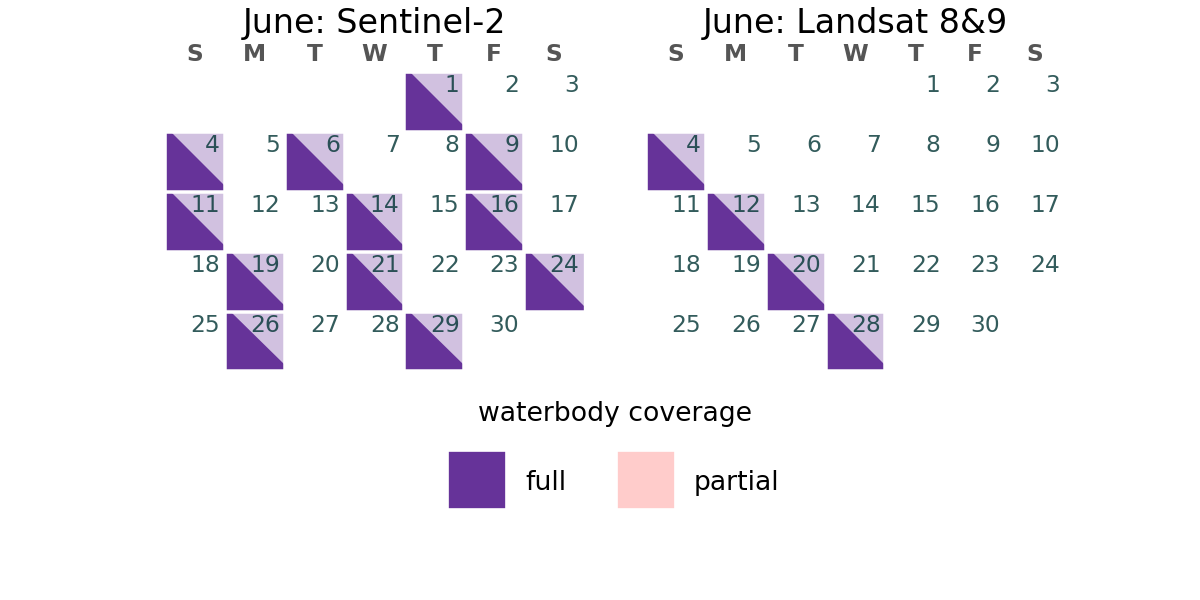 June: Sentinel-2
S M T W T F S
1 2 3
4 5 6 7 8 9 10
11 12 13 14 15 16 17
18 19 20 21 22 23 24
25 26 27 28 29 30
June: Landsat 8&9
S M T W T F S
1 2 3
4 5 6 7 8 9 10
11 12 13 14 15 16 17
18 19 20 21 22 23 24
25 26 27 28 29 30
waterbody coverage
full partial